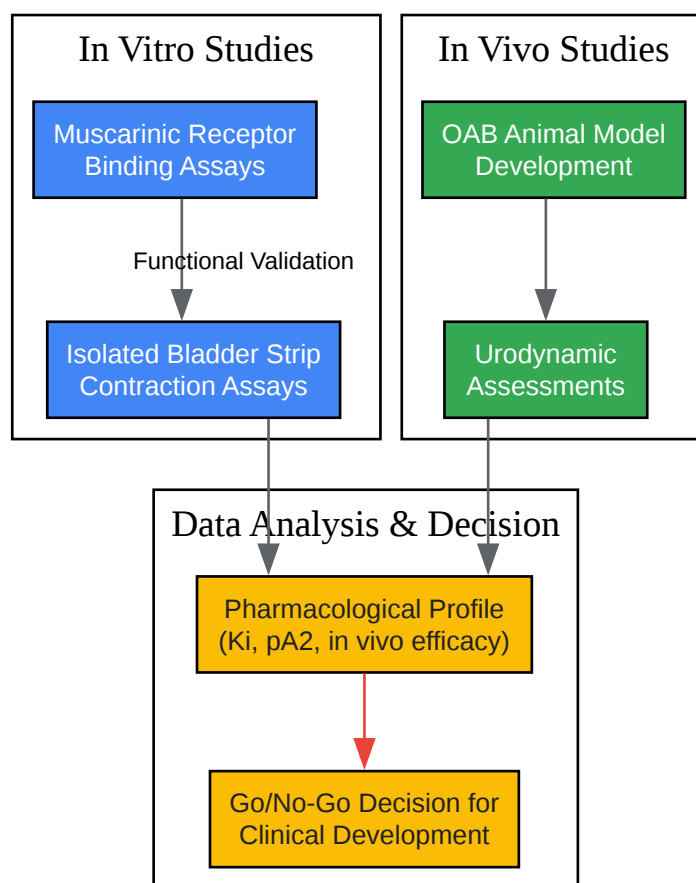 In Vitro Studies
Muscarinic Receptor
Binding Assays
Functional Validation
Isolated Bladder Strip
Contraction Assays
In Vivo Studies
OAB Animal Model
Development
Urodynamic
Assessments
Data Analysis & Decision
Pharmacological Profile
(Ki, pA2, in vivo efficacy)
Go/No-Go Decision for
Clinical Development